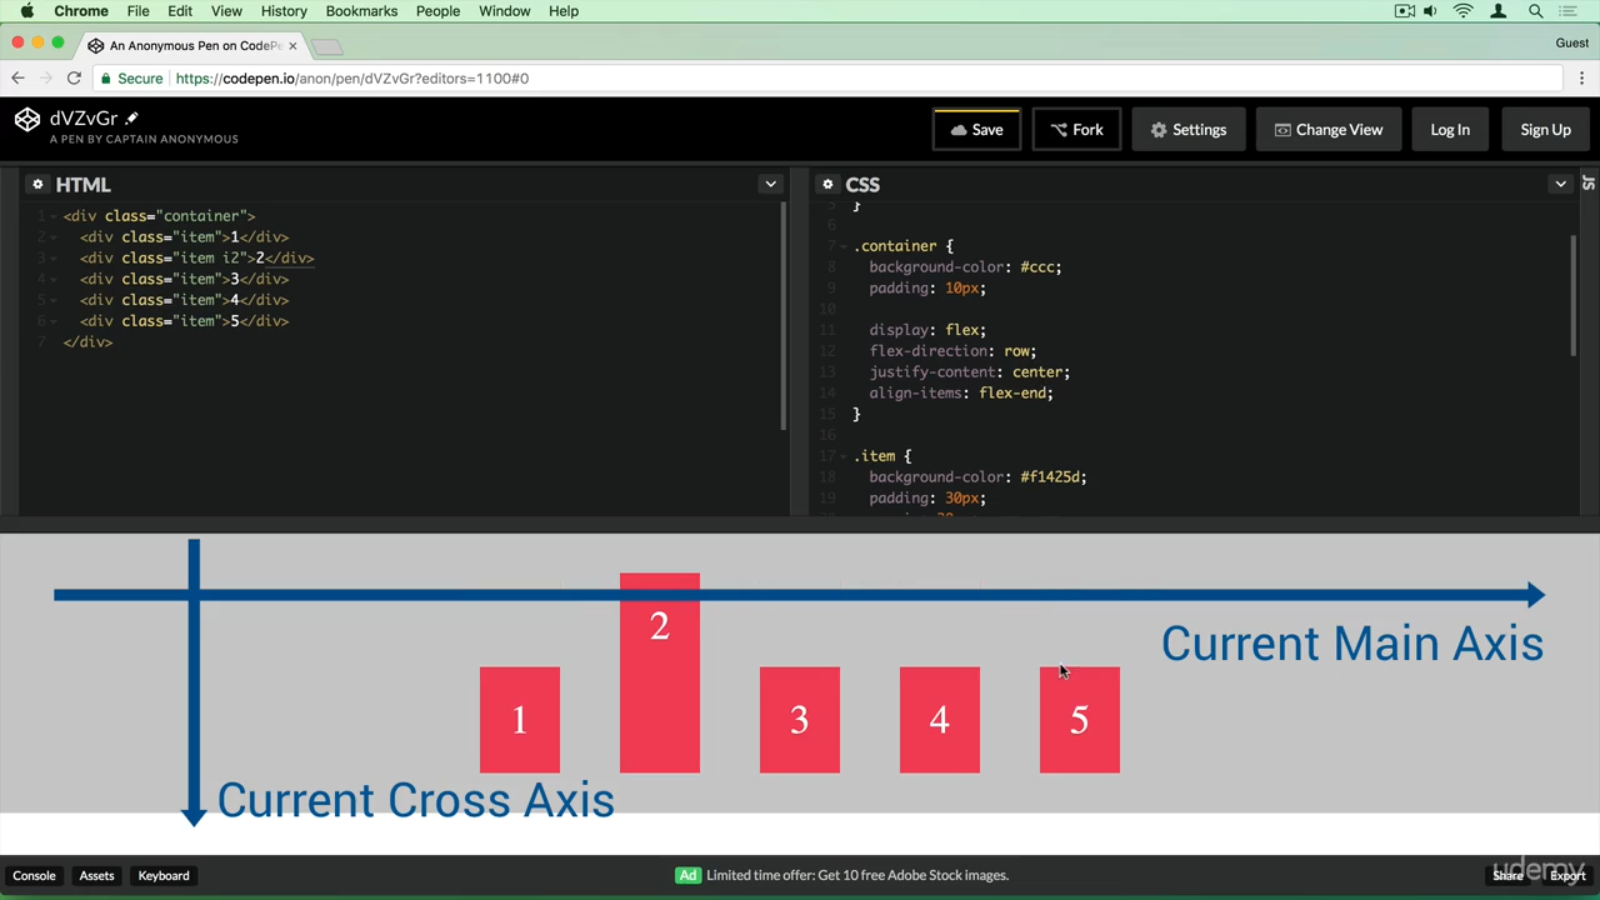 Chrome File Edit View History Bookmarks People Window Help
An Anonymous Pen on CodePe
Guest
Secure https://codepen.io/anon/pen/dVZvGr?editors=1100#0
dVZvGr
A PEN BY CAPTAIN ANONYMOUS
Save Fork Settings Change View Log In Sign Up
HTML
1 <div class="container">
2 <div class="item">1</div>
3 <div class="item i2">2</div>
4 <div class="item">3</div>
5 <div class="item">4</div>
6 <div class="item">5</div>
7 </div>
CSS
JS
5 }
6
7 .container {
8 background-color: #ccc;
9 padding: 10px;
10
11 display: flex;
12 flex-direction: row;
13 justify-content: center;
14 align-items: flex-end;
15 }
16
17 .item {
18 background-color: #f1425d;
19 padding: 30px;
2
Current Main Axis
1 3 4 5
Current Cross Axis
Console Assets Keyboard
Ad Limited time offer: Get 10 free Adobe Stock images.
Share Export
udemy